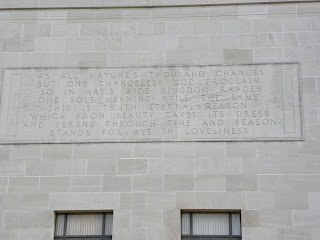 AS ALL NATURE'S THOUSAND CHANGES
BUT ONE CHANGELESS GOD PROCLAIM
SO IN ART'S WIDE KINGDOM RANGES
ONE SOLE MEANING STILL THE SAME
THIS IS TRUTH ETERNAL REASON
WHICH FROM BEAUTY TAKES ITS DRESS
AND SERENE THROUGH TIME AND SEASON
STANDS FOR AYE IN LOVELINESS